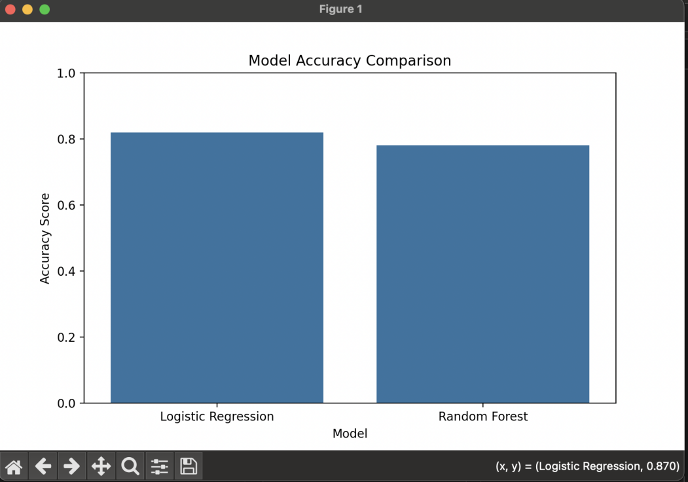 Figure 1
Model Accuracy Comparison
1.0
0.8
0.6
0.4
0.2
0.0
Accuracy Score
Logistic Regression
Random Forest
Model
(x, y) = (Logistic Regression, 0.870)